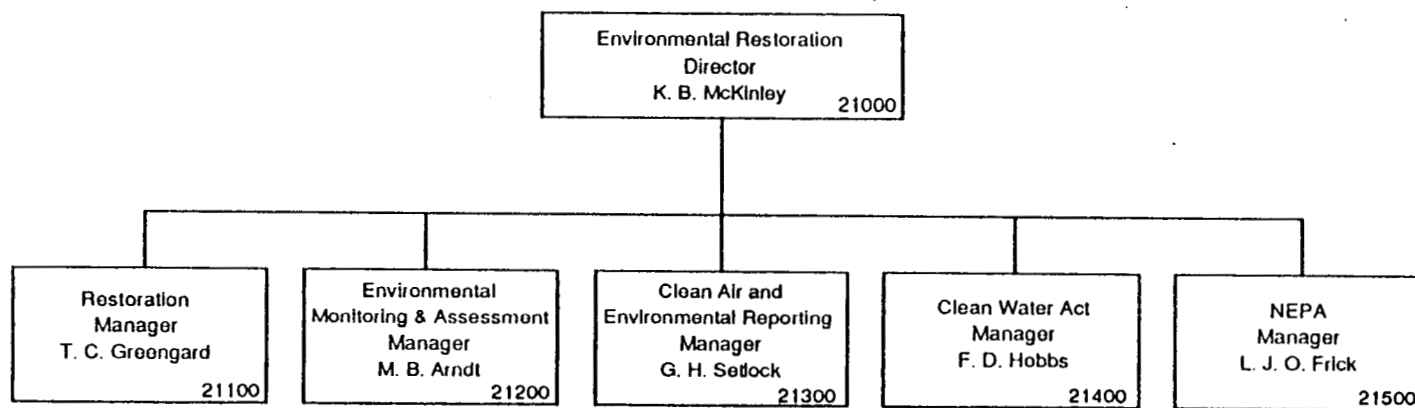 Environmental Restoration
Director
K. B. McKinley
21000
Restoration
Manager
T. C. Greengard
21100
Environmental
Monitoring & Assessment
Manager
M. B. Arndt
21200
Clean Air and
Environmental Reporting
Manager
G. H. Setlock
21300
Clean Water Act
Manager
F. D. Hobbs
21400
NEPA
Manager
L. J. O. Frick
21500